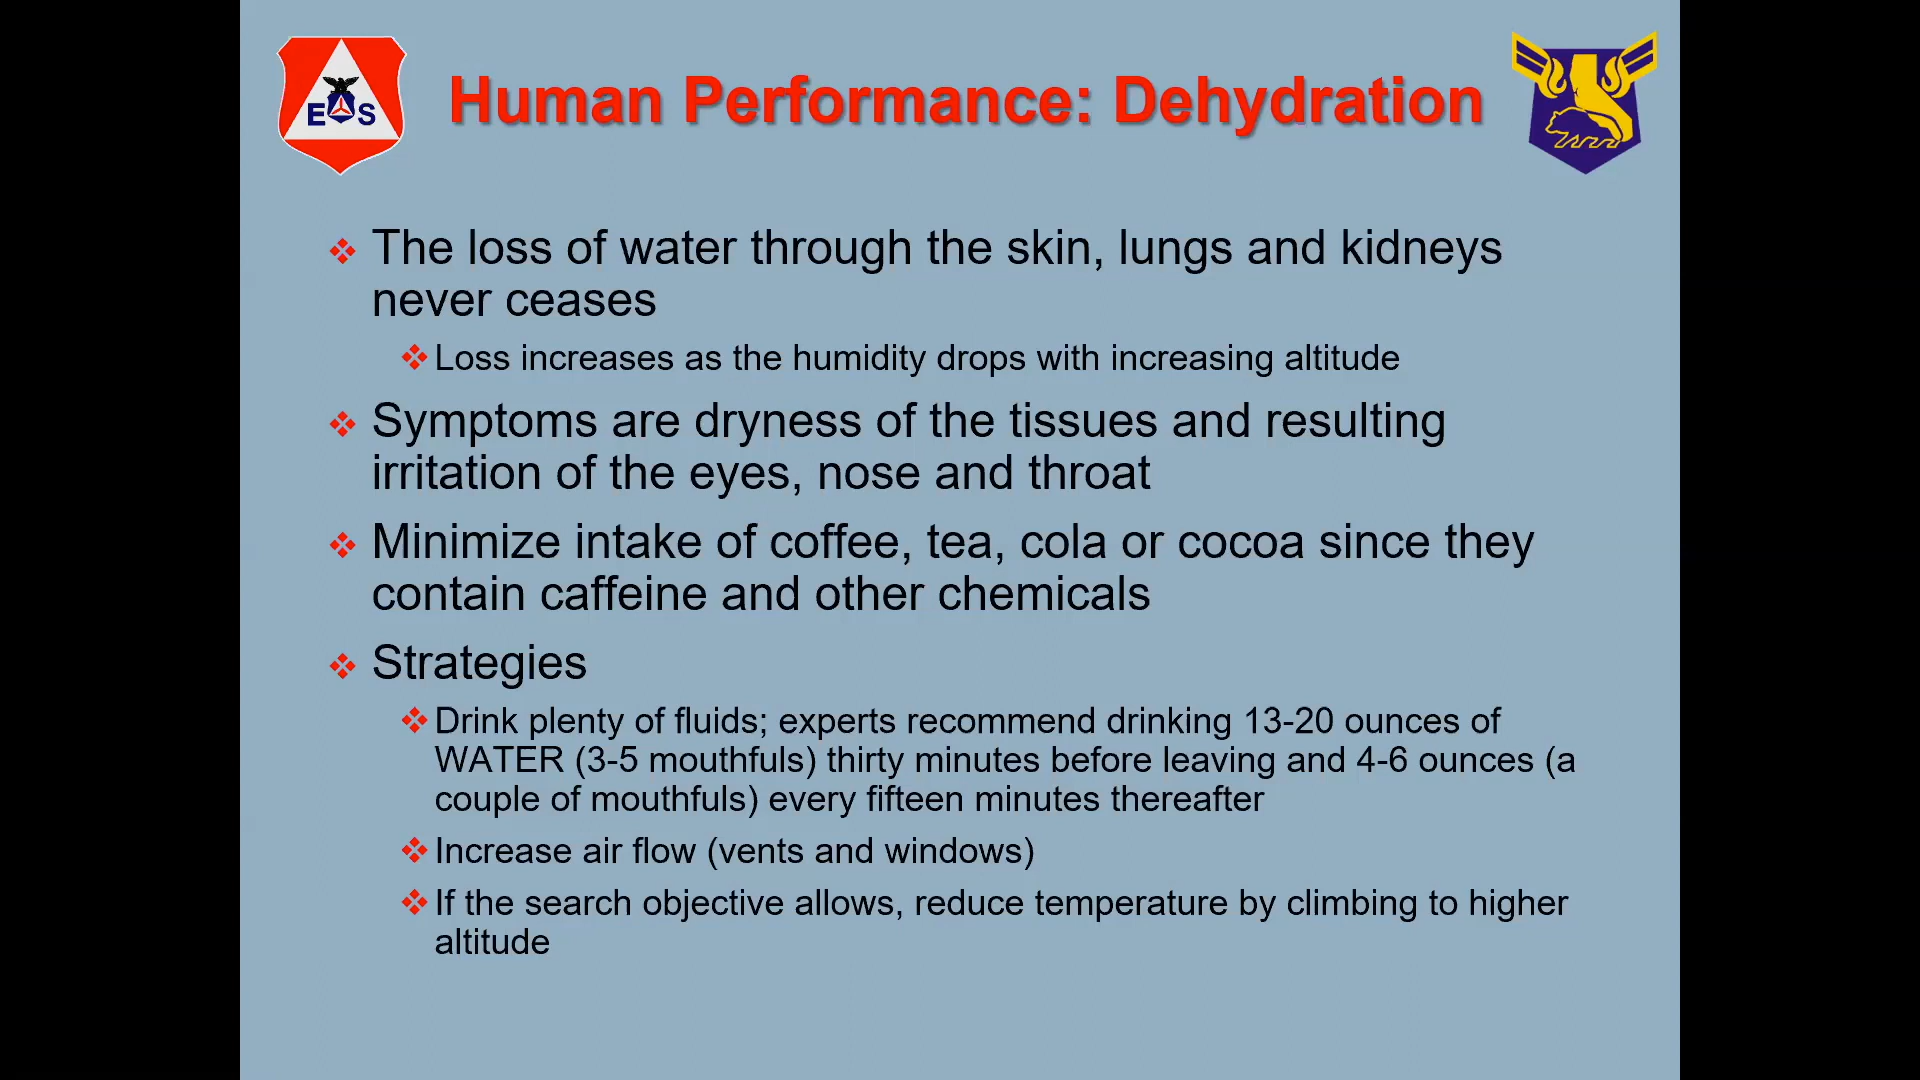 E S
Human Performance: Dehydration
The loss of water through the skin, lungs and kidneys
never ceases
Loss increases as the humidity drops with increasing altitude
Symptoms are dryness of the tissues and resulting
irritation of the eyes, nose and throat
Minimize intake of coffee, tea, cola or cocoa since they
contain caffeine and other chemicals
Strategies
Drink plenty of fluids; experts recommend drinking 13-20 ounces of
WATER (3-5 mouthfuls) thirty minutes before leaving and 4-6 ounces (a
couple of mouthfuls) every fifteen minutes thereafter
Increase air flow (vents and windows)
If the search objective allows, reduce temperature by climbing to higher
altitude